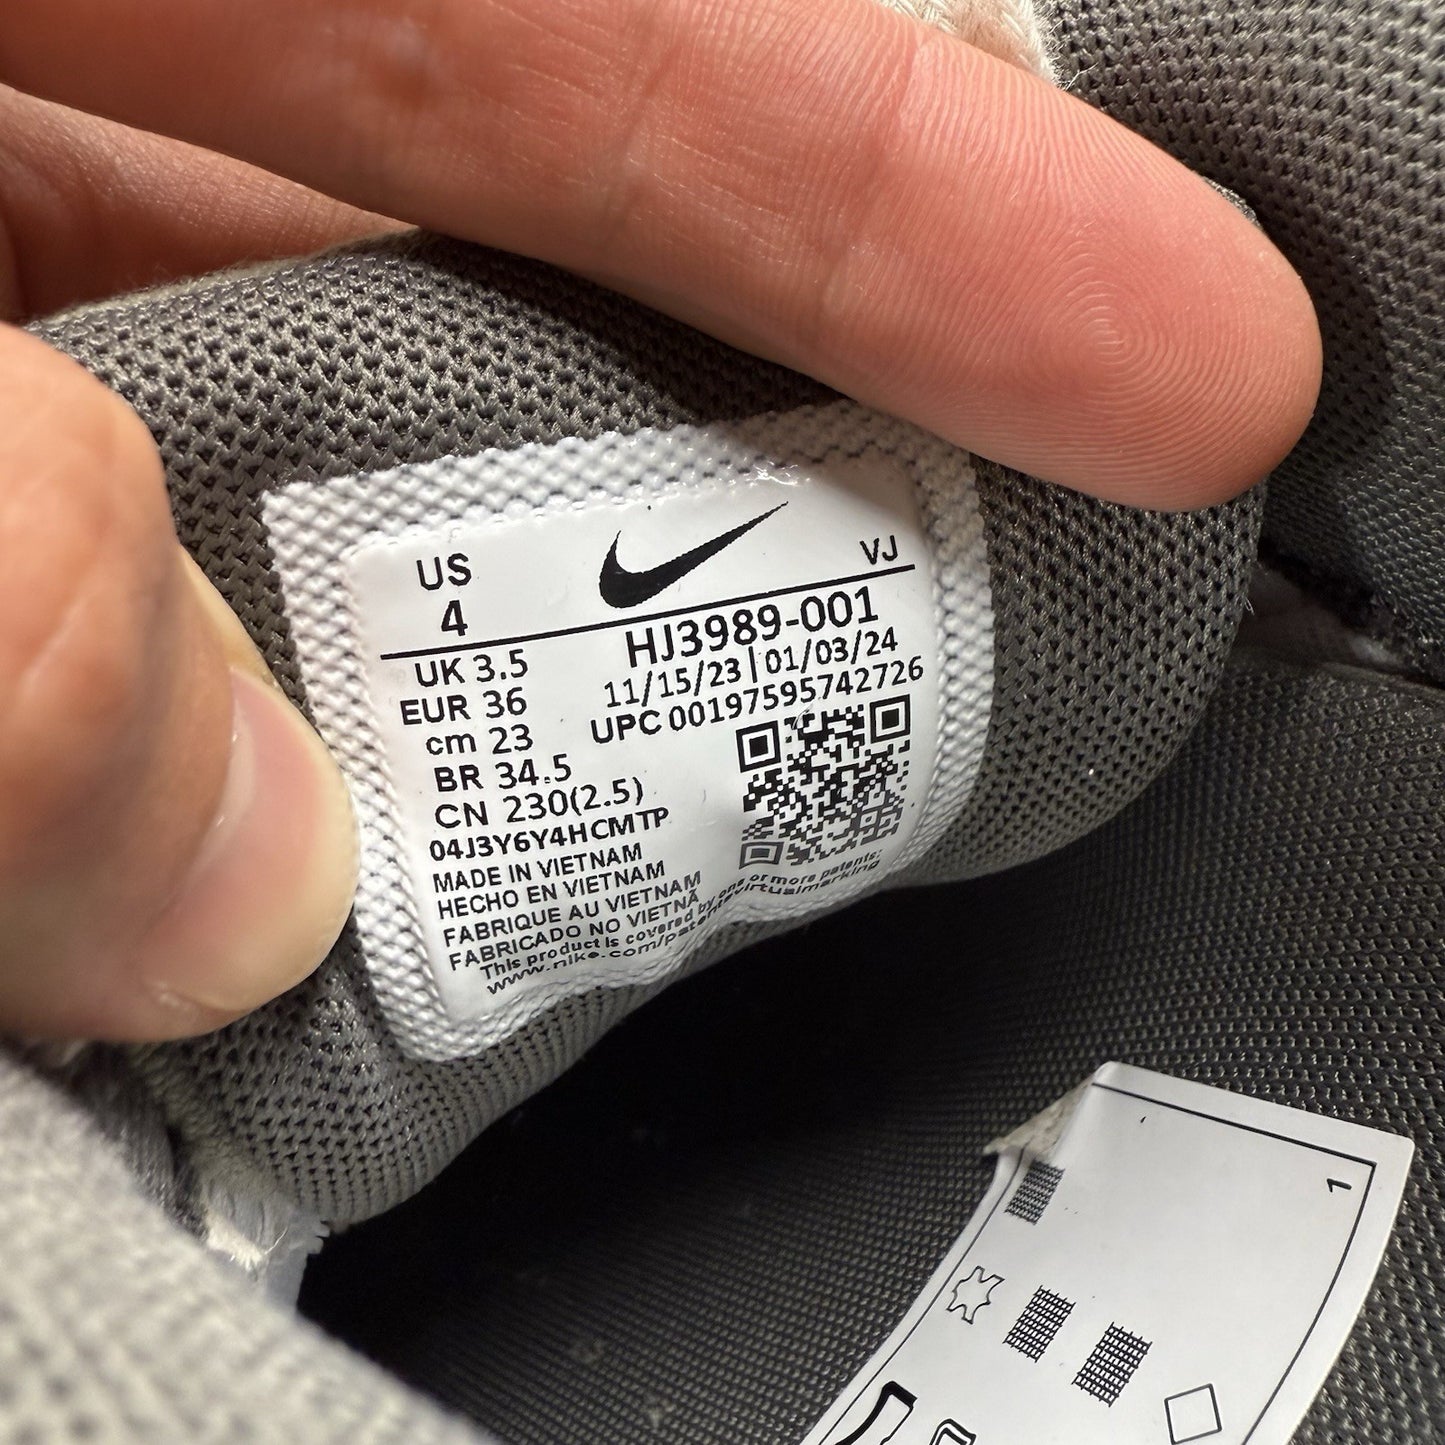 US
4
VJ
HJ3989-001
11/15/23 | 01/03/24
UPC 00197595742726
UK 3.5
EUR 36
cm 23
BR 34.5
CN 230(2.5)
04J3Y6Y4HCMTP
MADE IN VIETNAM
HECHO EN VIETNAM
FABRIQUE AU VIETNAM
FABRICADO NO VIETNÃ
This product is covered by one or more patents:
www.nike.com/patentsvirtualmarking
1